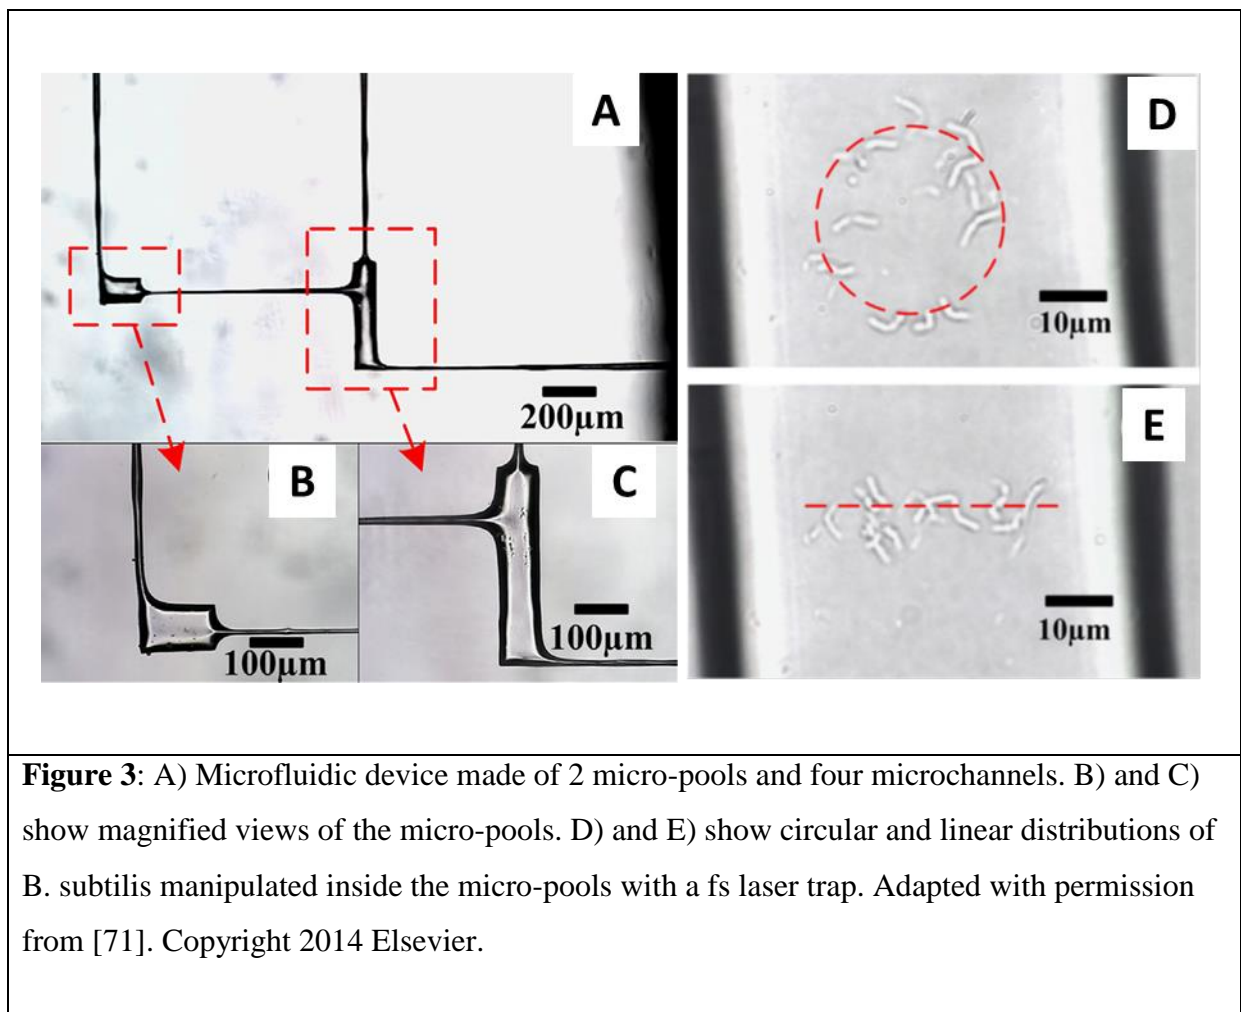 A
200µm
B
100µm
C
100µm
D
10µm
E
10µm
Figure 3: A) Microfluidic device made of 2 micro-pools and four microchannels. B) and C)
show magnified views of the micro-pools. D) and E) show circular and linear distributions of
B. subtilis manipulated inside the micro-pools with a fs laser trap. Adapted with permission
from [71]. Copyright 2014 Elsevier.